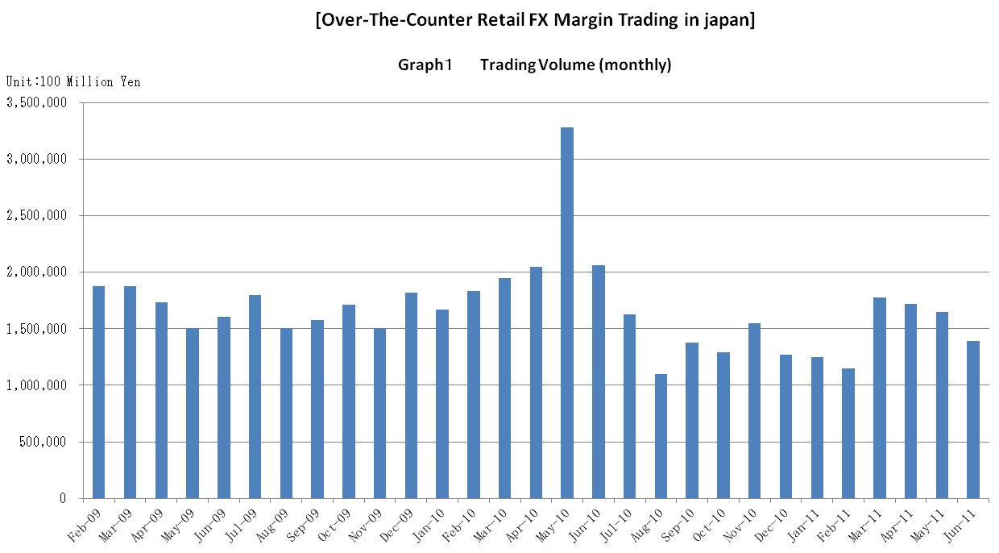 [Over-The-Counter Retail FX Margin Trading in japan]
Graph1 Trading Volume (monthly)
Unit:100 Million Yen
3,500,000
3,000,000
2,500,000
2,000,000
1,500,000
1,000,000
500,000
0
Feb-09 Mar-09 Apr-09 May-09 Jun-09 Jul-09 Aug-09 Sep-09 Oct-09 Nov-09 Dec-09 Jan-10 Feb-10 Mar-10 Apr-10 May-10 Jun-10 Jul-10 Aug-10 Sep-10 Oct-10 Nov-10 Dec-10 Jan-11 Feb-11 Mar-11 Apr-11 May-11 Jun-11